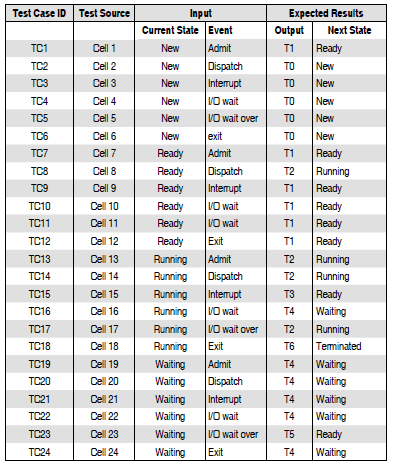 Test Case ID Test Source Input Expected Results
Current State Event Output Next State
TC1 Cell 1 New Admit T1 Ready
TC2 Cell 2 New Dispatch T0 New
TC3 Cell 3 New Interrupt T0 New
TC4 Cell 4 New I/O wait T0 New
TC5 Cell 5 New I/O wait over T0 New
TC6 Cell 6 New exit T0 New
TC7 Cell 7 Ready Admit T1 Ready
TC8 Cell 8 Ready Dispatch T2 Running
TC9 Cell 9 Ready Interrupt T1 Ready
TC10 Cell 10 Ready I/O wait T1 Ready
TC11 Cell 11 Ready I/O wait T1 Ready
TC12 Cell 12 Ready Exit T1 Ready
TC13 Cell 13 Running Admit T2 Running
TC14 Cell 14 Running Dispatch T2 Running
TC15 Cell 15 Running Interrupt T3 Ready
TC16 Cell 16 Running I/O wait T4 Waiting
TC17 Cell 17 Running I/O wait over T2 Running
TC18 Cell 18 Running Exit T6 Terminated
TC19 Cell 19 Waiting Admit T4 Waiting
TC20 Cell 20 Waiting Dispatch T4 Waiting
TC21 Cell 21 Waiting Interrupt T4 Waiting
TC22 Cell 22 Waiting I/O wait T4 Waiting
TC23 Cell 23 Waiting I/O wait over T5 Ready
TC24 Cell 24 Waiting Exit T4 Waiting